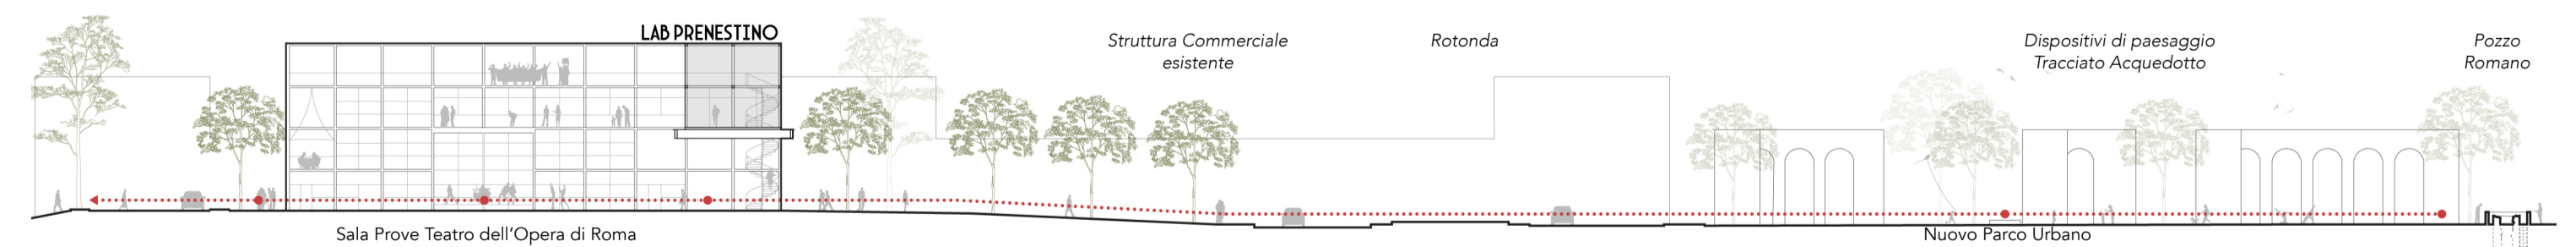 LAB PRENESTINO
Struttura Commerciale
esistente
Rotonda
Dispositivi di paesaggio
Tracciato Acquedotto
Pozzo
Romano
Sala Prove Teatro dell'Opera di Roma
Nuovo Parco Urbano